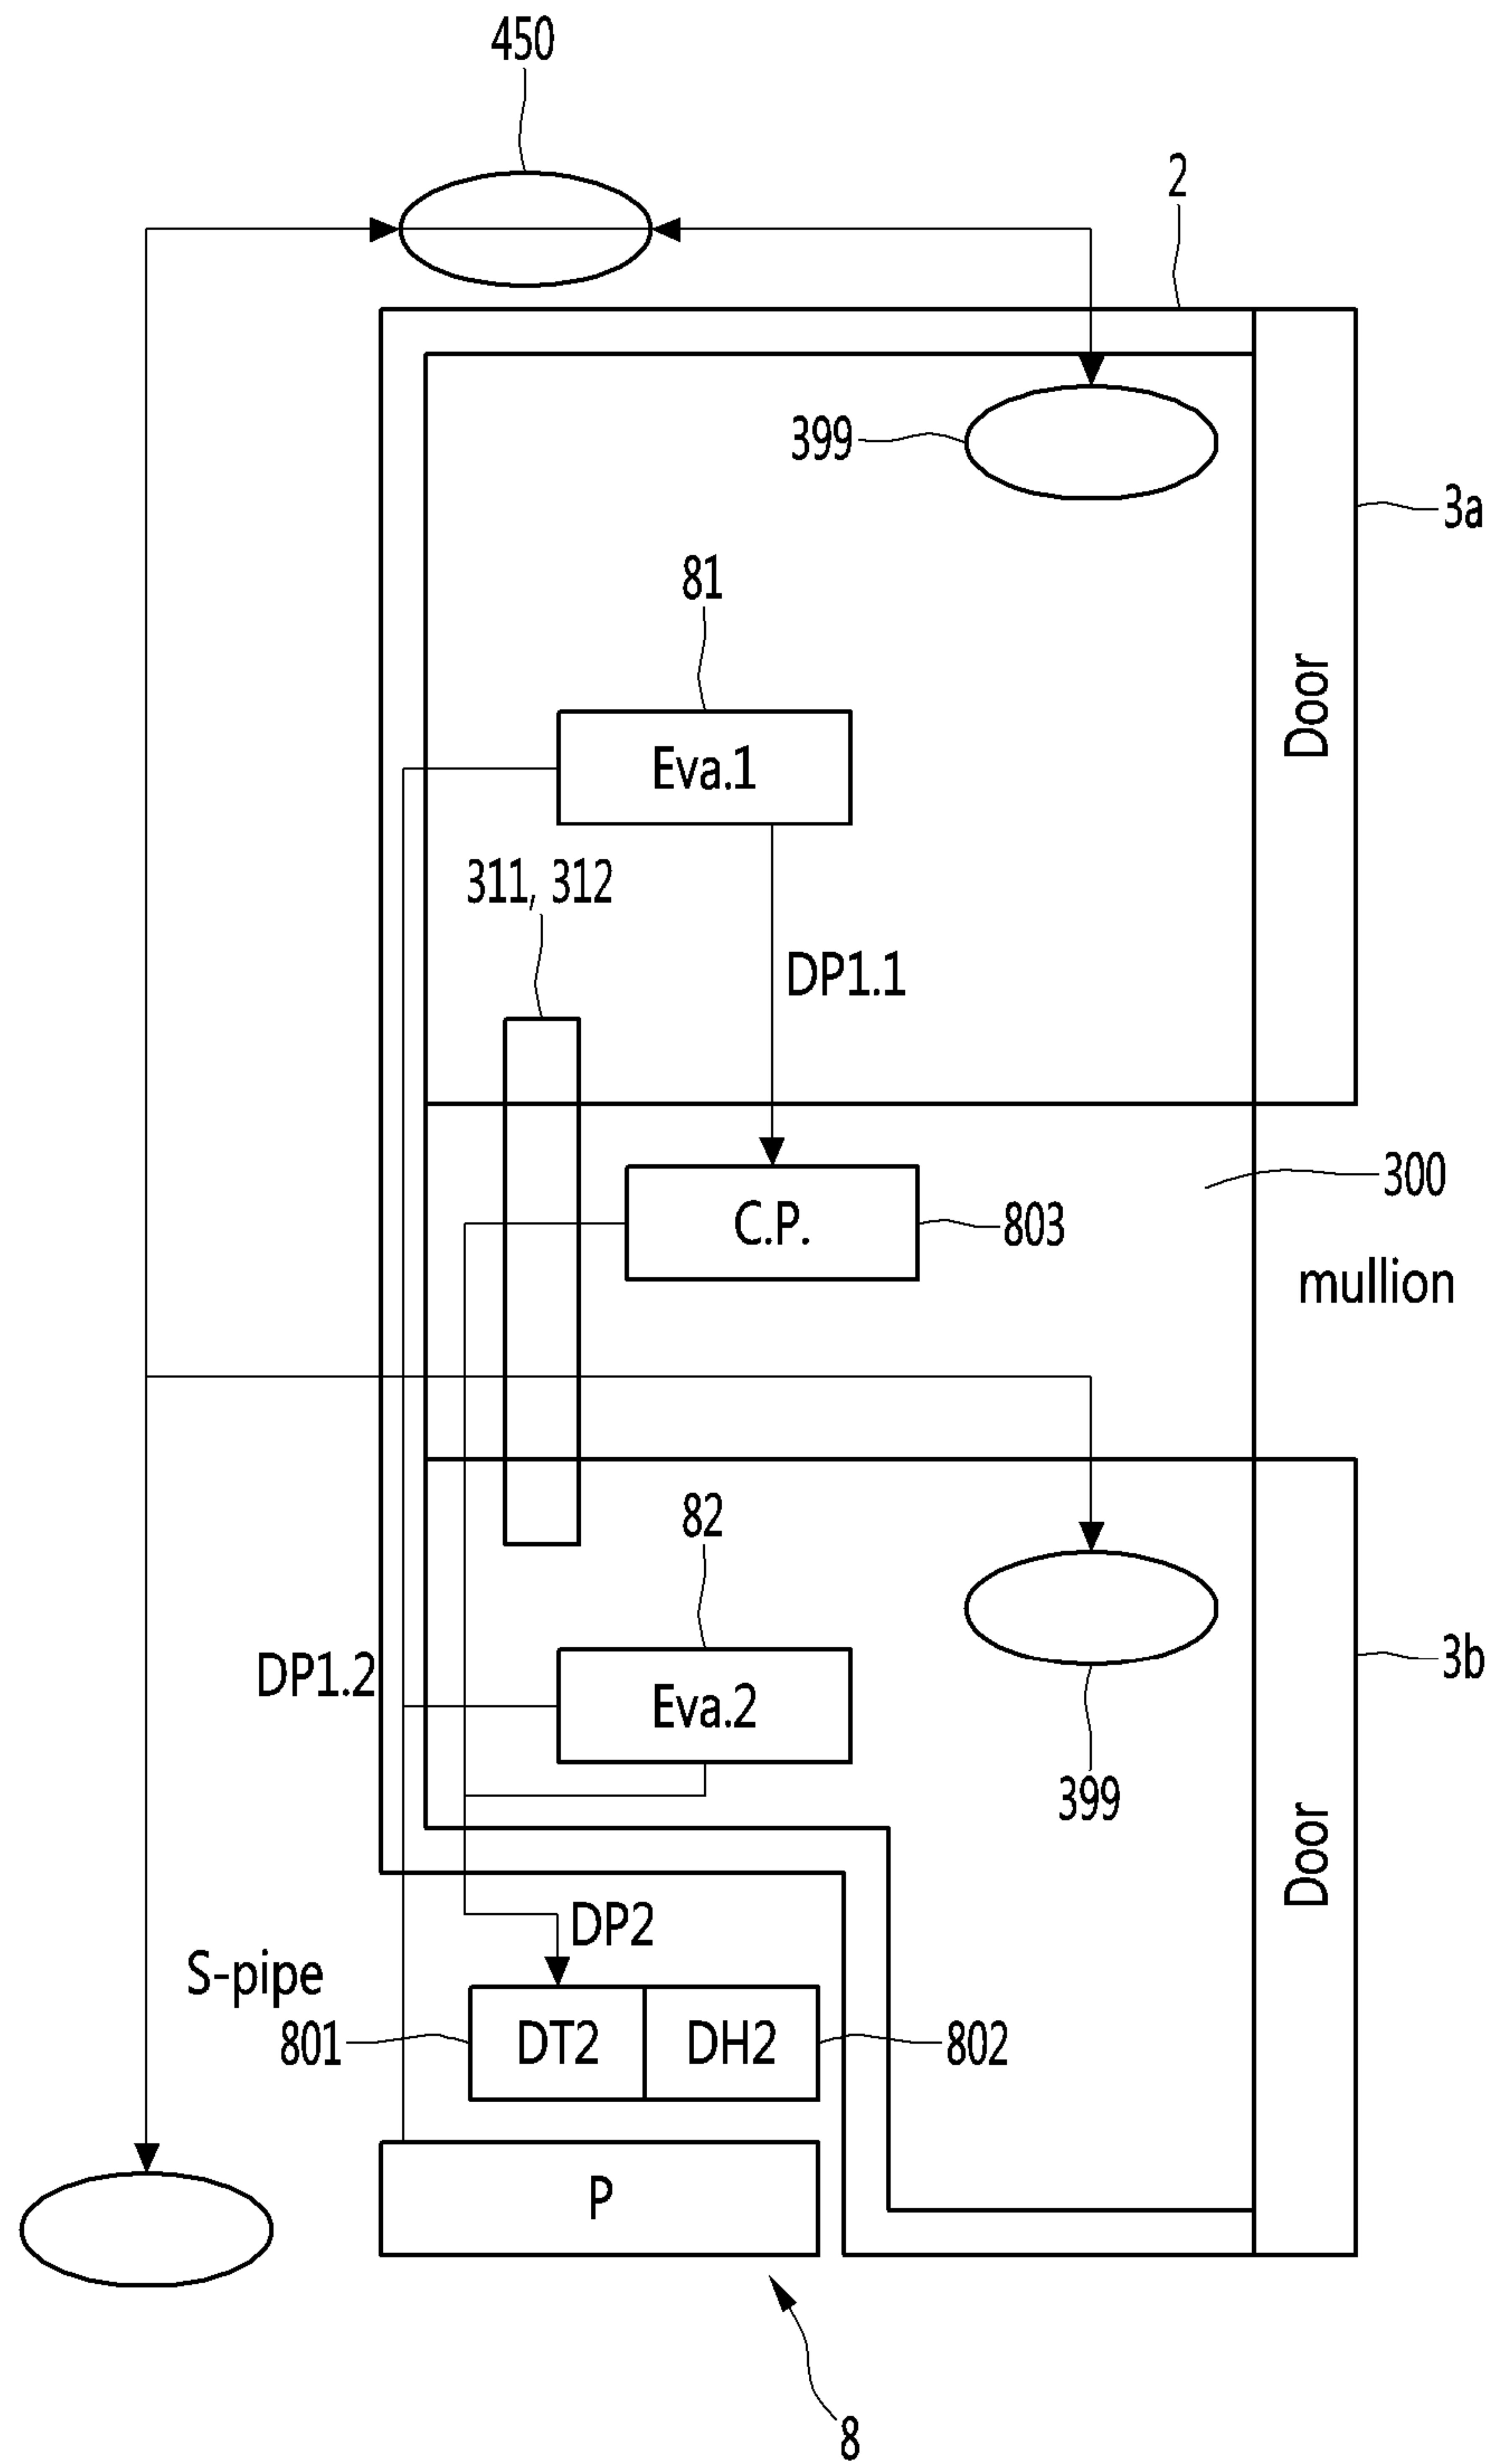 450
2
399
3a
81
Eva.1
Door
311, 312
DP1.1
300
C.P.
803
mullion
82
3b
DP1.2
Eva.2
399
Door
DP2
S-pipe
801
DT2
DH2
802
P
8